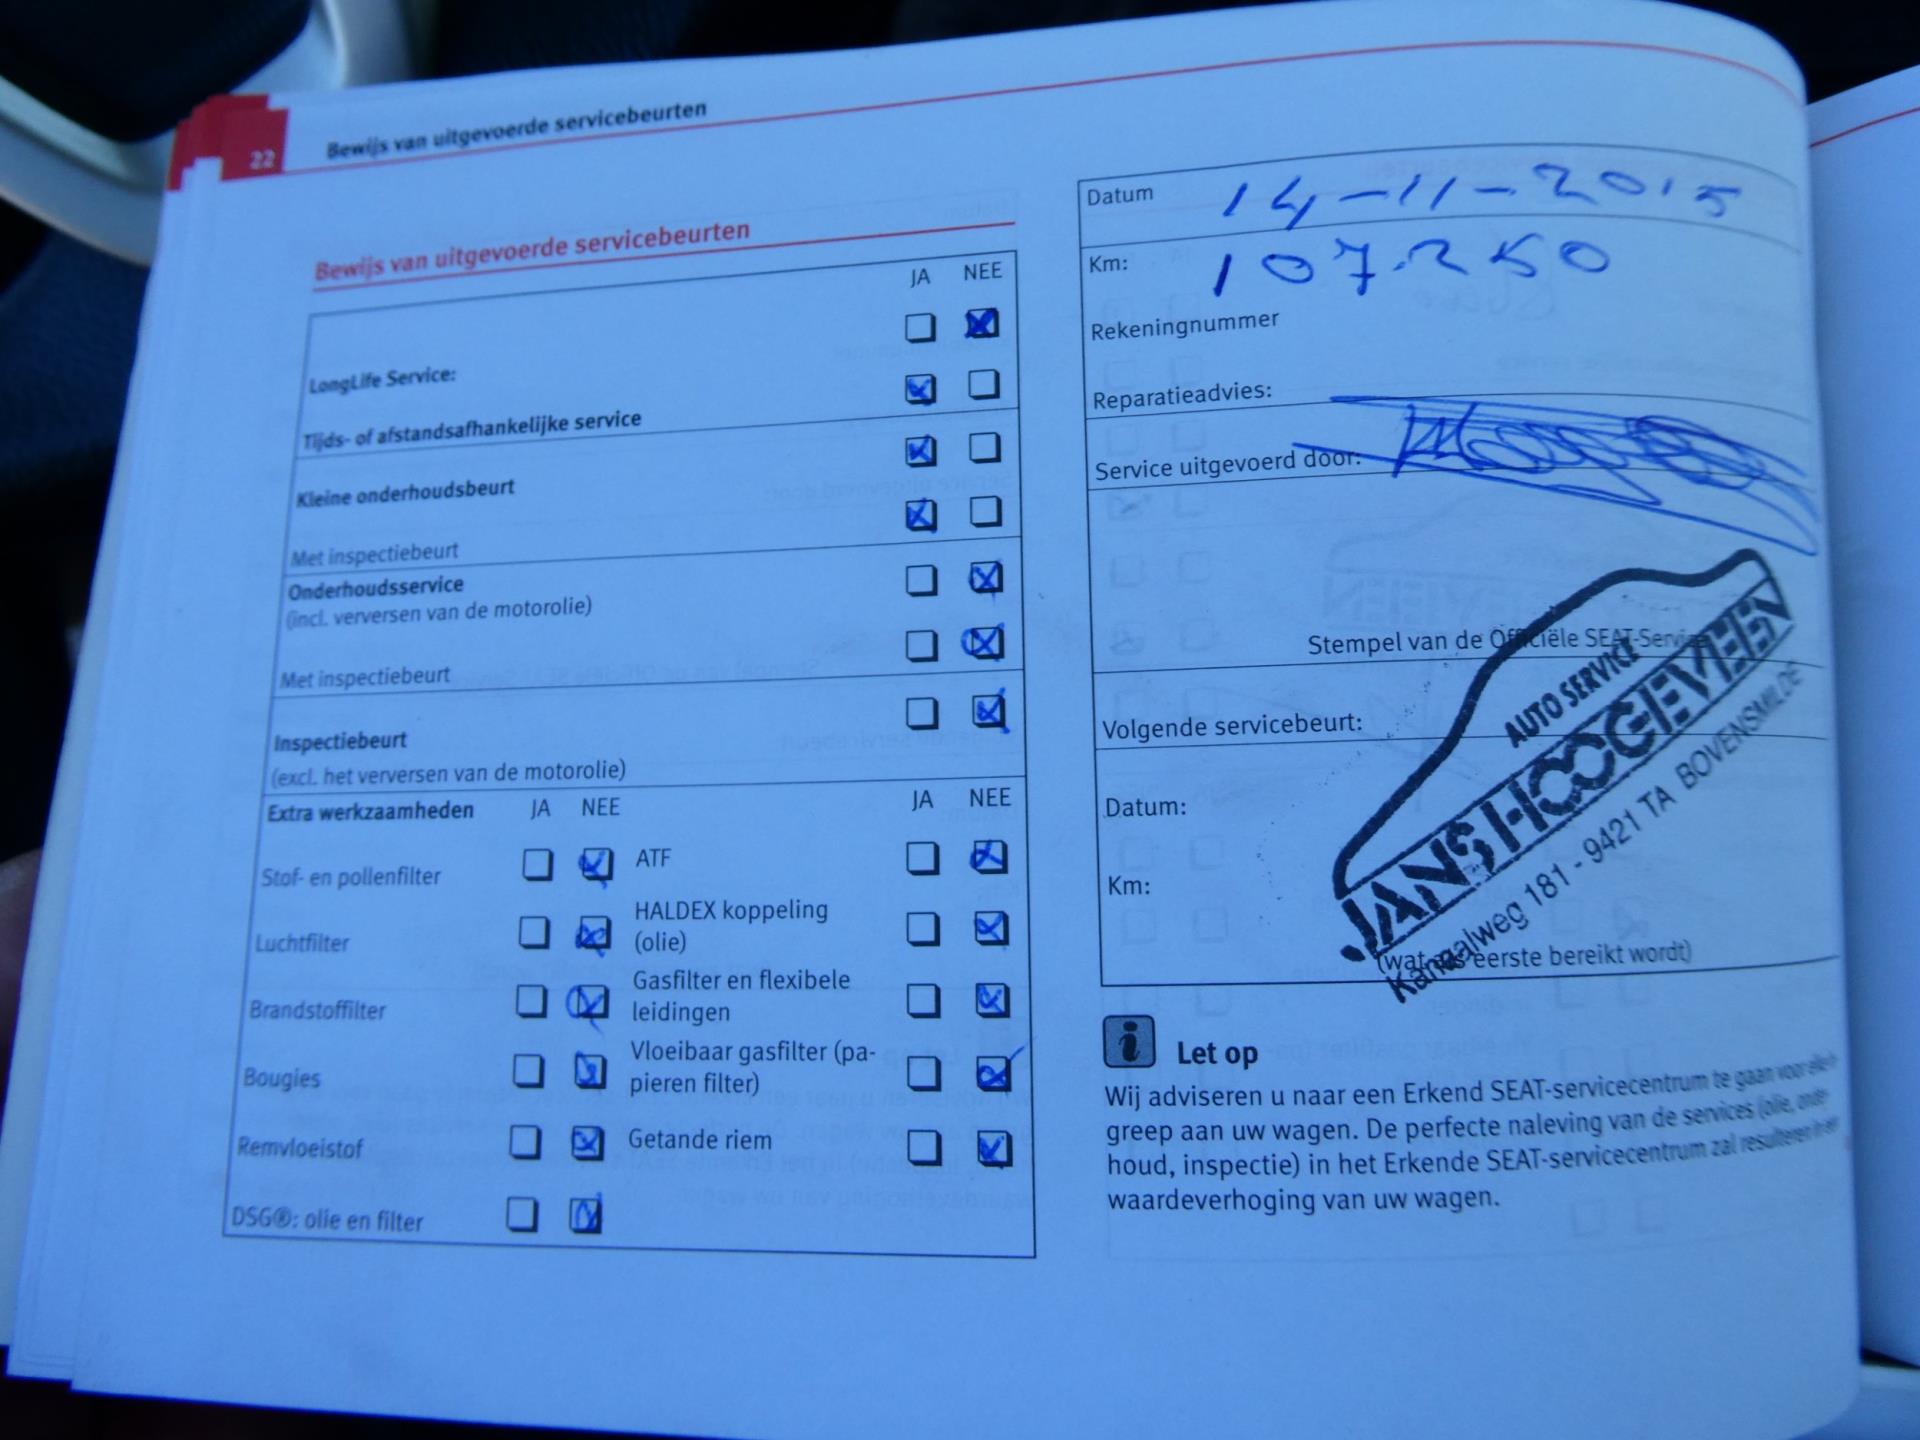 22
Bewijs van uitgevoerde servicebeurten
Bewijs van uitgevoerde servicebeurten
JA NEE
LongLife Service:
Tijds- of afstandsafhankelijke service
Kleine onderhoudsbeurt
Met inspectiebeurt
Onderhoudsservice
(incl. verversen van de motorolie)
Met inspectiebeurt
Inspectiebeurt
(excl. het verversen van de motorolie)
Extra werkzaamheden JA NEE JA NEE
Stof- en pollenfilter
ATF
Luchtfilter
HALDEX koppeling
(olie)
Brandstoffilter
Gasfilter en flexibele
leidingen
Bougies
Vloeibaar gasfilter (pa-
pieren filter)
Remvloeistof
Getande riem
DSG®: olie en filter
Datum 14-11-2015
Km: 107.250
Rekeningnummer
Reparatieadvies:
Service uitgevoerd door:
Stempel van de Officiële SEAT-Service
Volgende servicebeurt:
Datum:
Km:
(wat als eerste bereikt wordt)
AUTO SERVICE
JANS HOOGEVEEN
Kanaalweg 181 - 9421 TA BOVENSMILDE
i Let op
Wij adviseren u naar een Erkend SEAT-servicecentrum te gaan voor elke
greep aan uw wagen. De perfecte naleving van de services (olie, onder
houd, inspectie) in het Erkende SEAT-servicecentrum zal resulteren in
waardeverhoging van uw wagen.